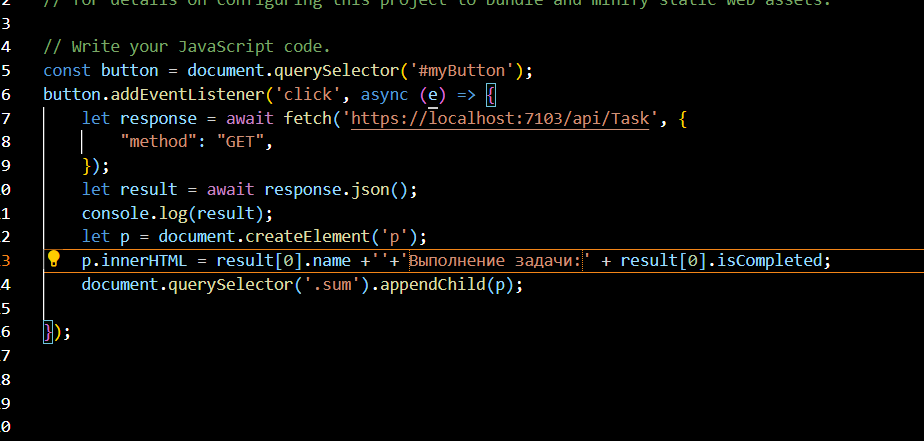 2 // for details on configuring this project to bundle and minify static web assets.
3
4 // Write your JavaScript code.
5 const button = document.querySelector('#myButton');
6 button.addEventListener('click', async (e) => {
7 let response = await fetch('https://localhost:7103/api/Task', {
8 "method": "GET",
9 });
0 let result = await response.json();
1 console.log(result);
2 let p = document.createElement('p');
3 p.innerHTML = result[0].name +''+'Выполнение задачи:' + result[0].isCompleted;
4 document.querySelector('.sum').appendChild(p);
5
6 });
7
8
9
0